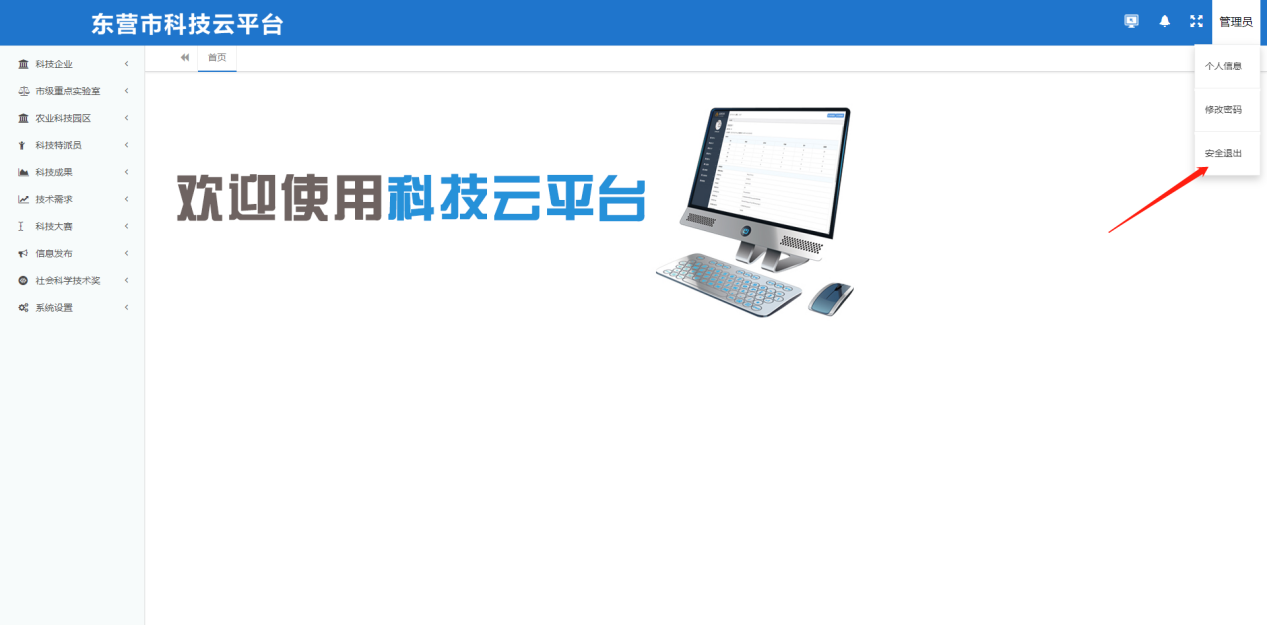 东营市科技云平台
管理员
个人信息
修改密码
安全退出
首页
科技企业
市级重点实验室
农业科技园区
科技特派员
科技成果
技术需求
科技大赛
信息发布
社会科学技术奖
系统设置
欢迎使用科技云平台